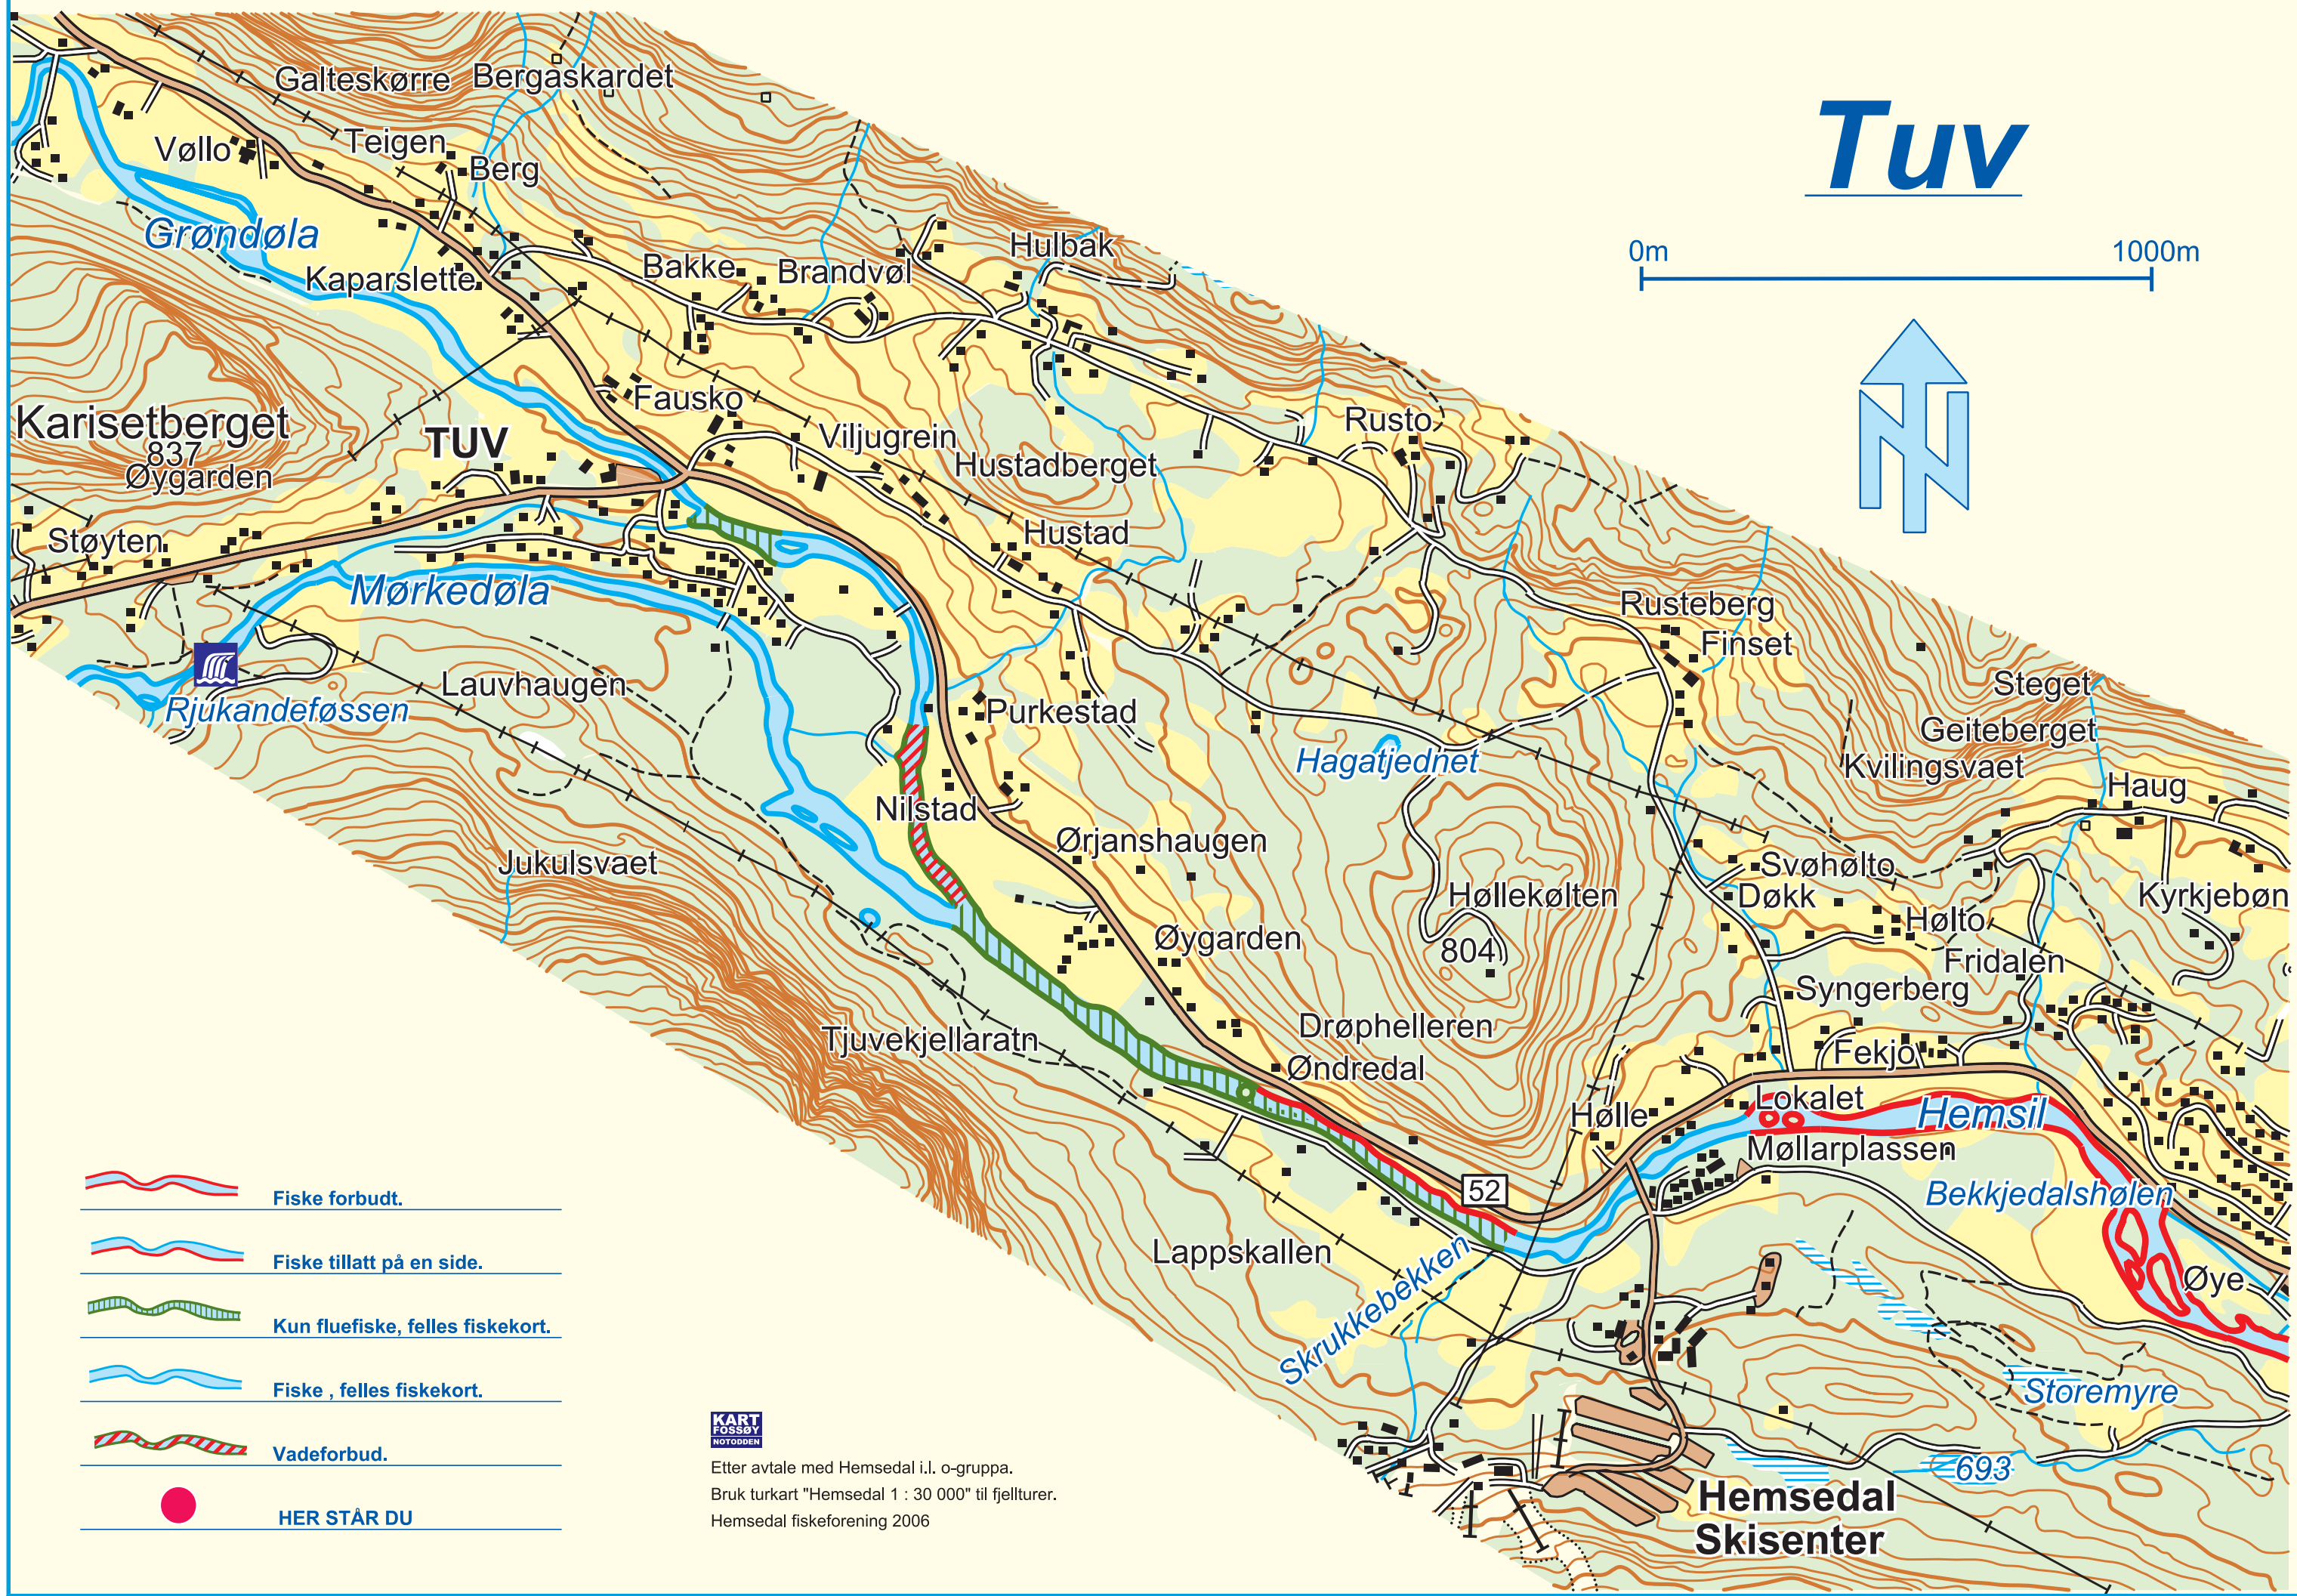 Tuv
0m 1000m
Galteskørre
Bergaskardet
Vøllo
Teigen
Berg
Grøndøla
Kaparslette
Bakke
Brandvøl
Hulbak
Karisetberget
837
Øygarden
TUV
Fausko
Viljugrein
Hustadberget
Rusto
Støyten
Hustad
Mørkedøla
Rusteberg
Finset
Rjukandefossen
Lauvhaugen
Purkestad
Hagatjednet
Steget
Geiteberget
Kvilingsvaet
Haug
Nilstad
Ørjanshaugen
Jukulsvaet
Høllekølten
804
Svøhølto
Døkk
Hølto
Kyrkjebøn
Øygarden
Fridalen
Syngerberg
Tjuvekjellaratn
Drøphelleren
Øndredal
Fekjo
Hølle
Lokalet
Hemsil
Møllarplassen
52
Bekkjedalshølen
Lappskallen
Skrukkebekken
Øye
Storemyre
693
Hemsedal
Skisenter
Fiske forbudt.
Fiske tillatt på en side.
Kun fluefiske, felles fiskekort.
Fiske , felles fiskekort.
Vadeforbud.
HER STÅR DU
KART
FOSSØY
NOTODDEN
Etter avtale med Hemsedal i.l. o-gruppa.
Bruk turkart "Hemsedal 1 : 30 000" til fjellturer.
Hemsedal fiskeforening 2006